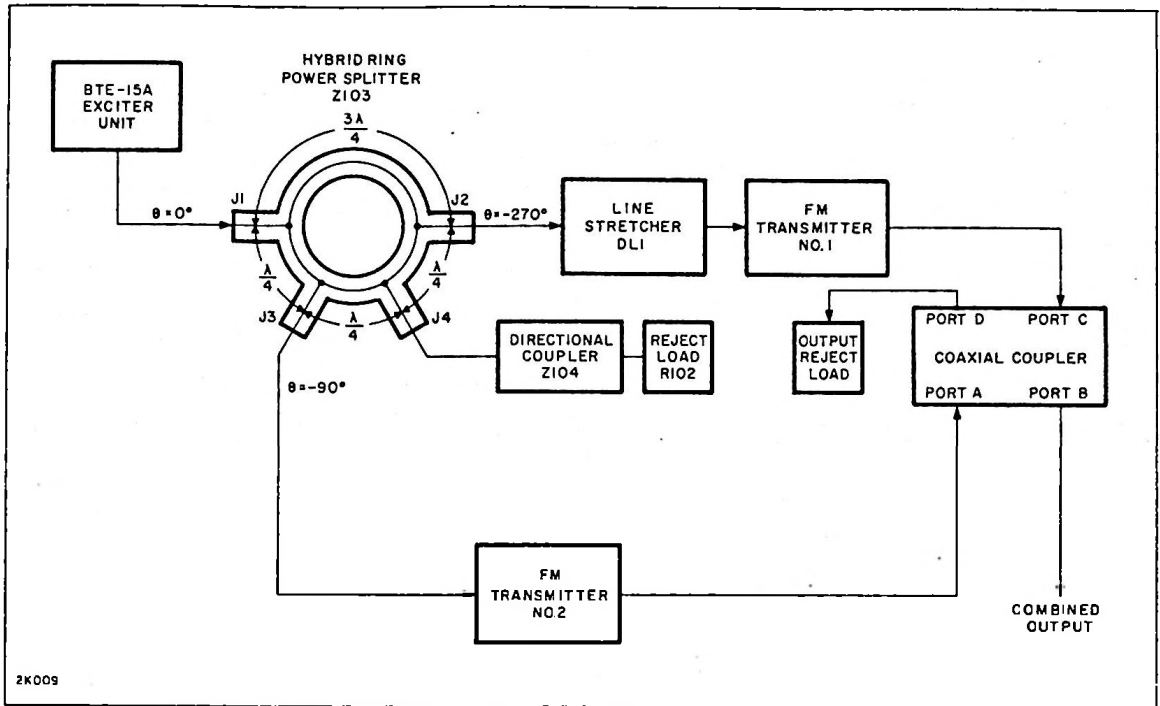 HYBRID RING
POWER SPLITTER
Z103
BTE-15A
EXCITER
UNIT
3λ
4
J1
J2
θ=0°
θ=-270°
LINE
STRETCHER
DL1
FM
TRANSMITTER
NO.1
λ
4
λ
4
λ
4
J3
J4
θ=-90°
DIRECTIONAL
COUPLER
Z104
REJECT
LOAD
R102
OUTPUT
REJECT
LOAD
PORT D PORT C
COAXIAL COUPLER
PORT A PORT B
FM
TRANSMITTER
NO.2
COMBINED
OUTPUT
2K009